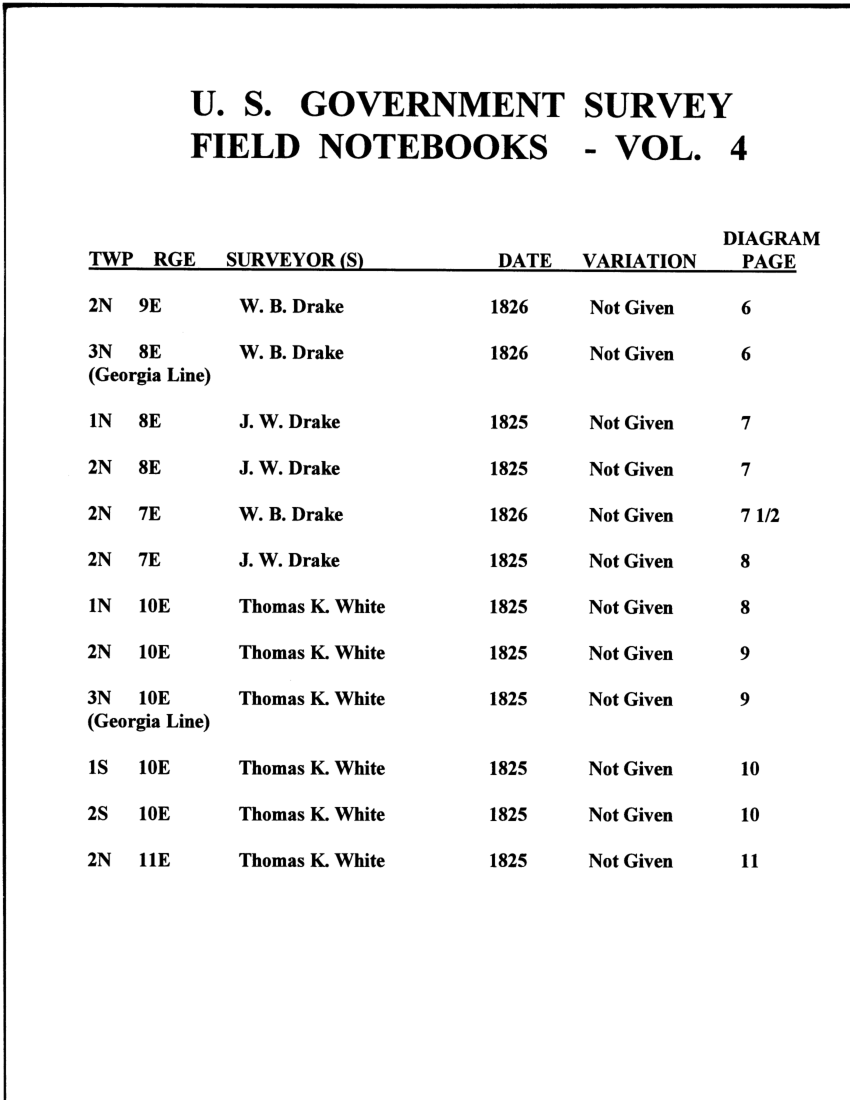 U. S. GOVERNMENT SURVEY
FIELD NOTEBOOKS - VOL. 4
DIAGRAM
TWP RGE SURVEYOR (S) DATE VARIATION PAGE
2N 9E W. B. Drake 1826 Not Given 6
3N 8E W. B. Drake 1826 Not Given 6
(Georgia Line)
1N 8E J. W. Drake 1825 Not Given 7
2N 8E J. W. Drake 1825 Not Given 7
2N 7E W. B. Drake 1826 Not Given 7 1/2
2N 7E J. W. Drake 1825 Not Given 8
1N 10E Thomas K. White 1825 Not Given 8
2N 10E Thomas K. White 1825 Not Given 9
3N 10E Thomas K. White 1825 Not Given 9
(Georgia Line)
1S 10E Thomas K. White 1825 Not Given 10
2S 10E Thomas K. White 1825 Not Given 10
2N 11E Thomas K. White 1825 Not Given 11